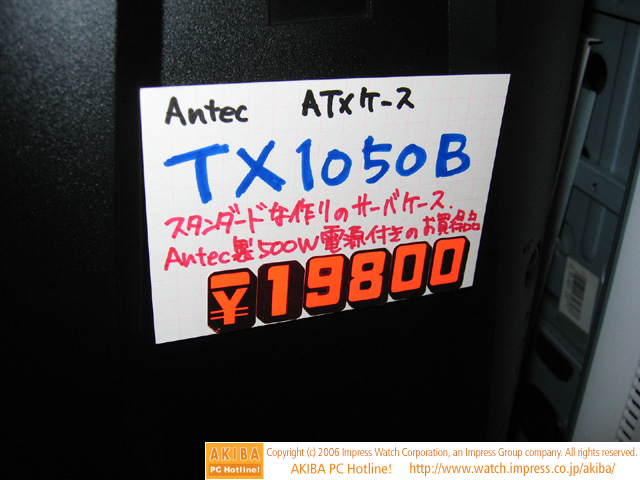 Antec ATXケース
TX1050B
スタンダードな作りのサーバケース.
Antec製500W電源付きのお買得品
¥19800
AKIBA
PC Hotline!
Copyright (c) 2006 Impress Watch Corporation, an Impress Group company. All rights reserved.
AKIBA PC Hotline! http://www.watch.impress.co.jp/akiba/